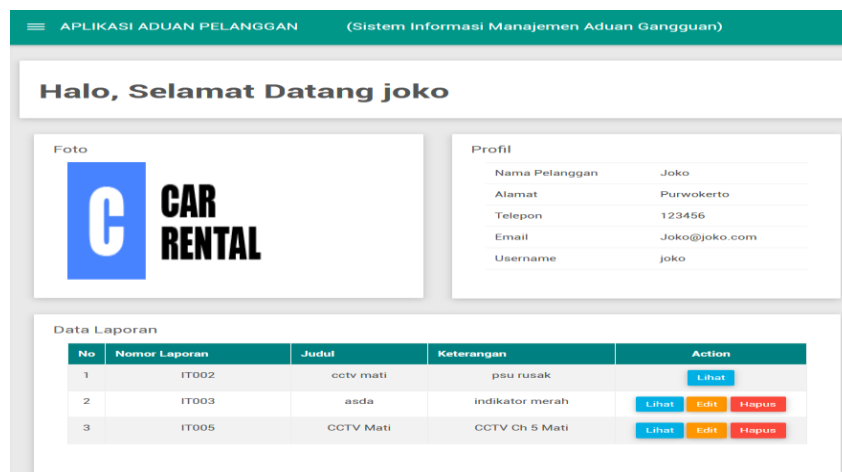 APLIKASI ADUAN PELANGGAN (Sistem Informasi Manajemen Aduan Gangguan)
Halo, Selamat Datang joko
Foto
C CAR
RENTAL
Profil
Nama Pelanggan Joko
Alamat Purwokerto
Telepon 123456
Email Joko@joko.com
Username joko
Data Laporan
No Nomor Laporan Judul Keterangan Action
1 IT002 cctv mati psu rusak Lihat
2 IT003 asda indikator merah Lihat Edit Hapus
3 IT005 CCTV Mati CCTV Ch 5 Mati Lihat Edit Hapus